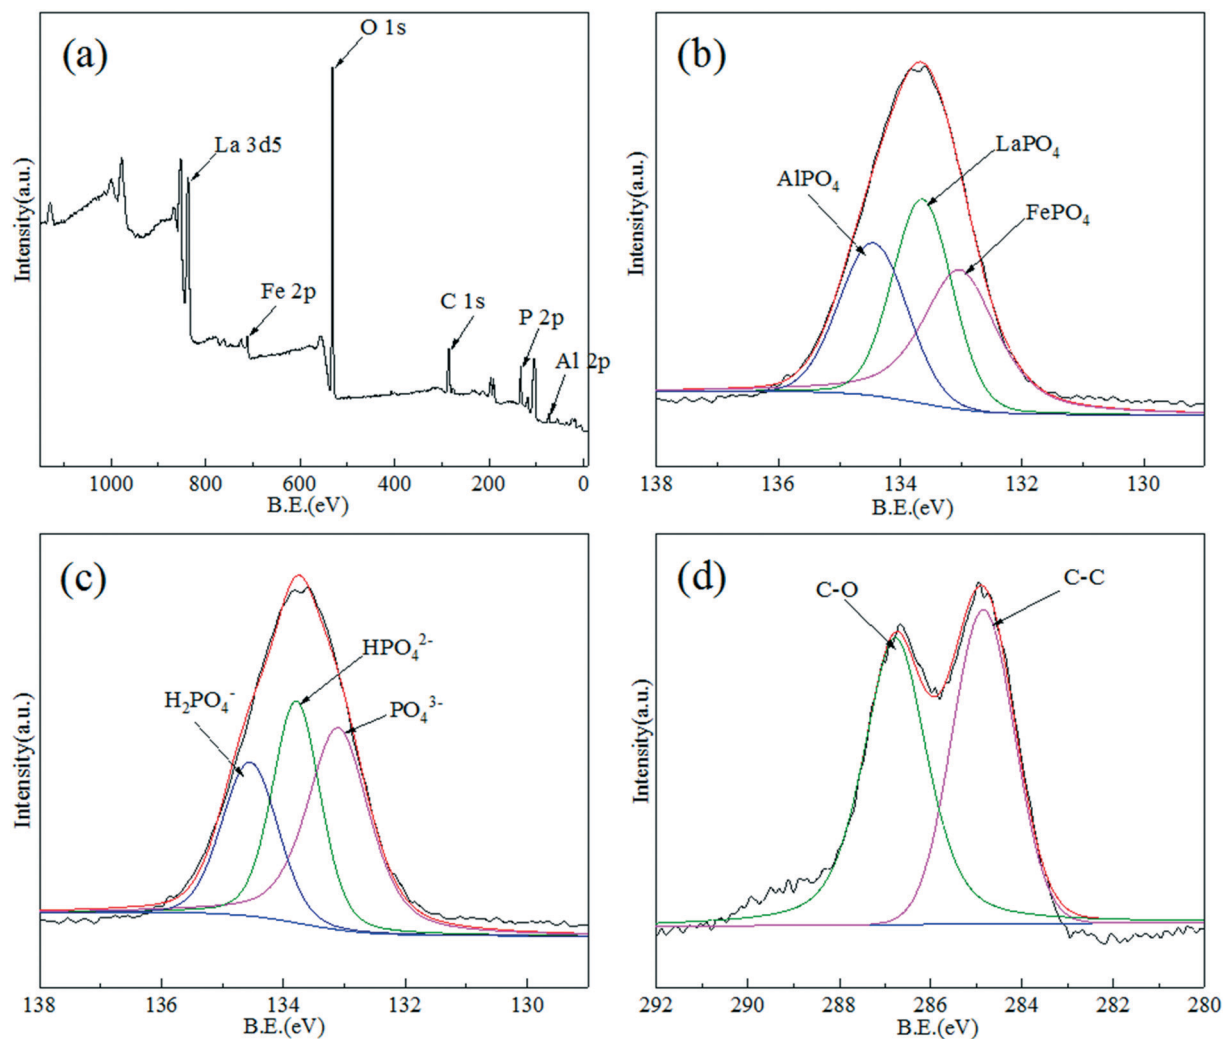 (a)
O 1s
La 3d5
Fe 2p
C 1s
P 2p
Al 2p
Intensity(a.u.)
1000 800 600 400 200 0
B.E.(eV)
(b)
LaPO₄
AlPO₄
FePO₄
Intensity(a.u.)
138 136 134 132 130
B.E.(eV)
(c)
HPO₄²⁻
H₂PO₄⁻
PO₄³⁻
Intensity(a.u.)
138 136 134 132 130
B.E.(eV)
(d)
C-O
C-C
Intensity(a.u.)
292 290 288 286 284 282 280
B.E.(eV)